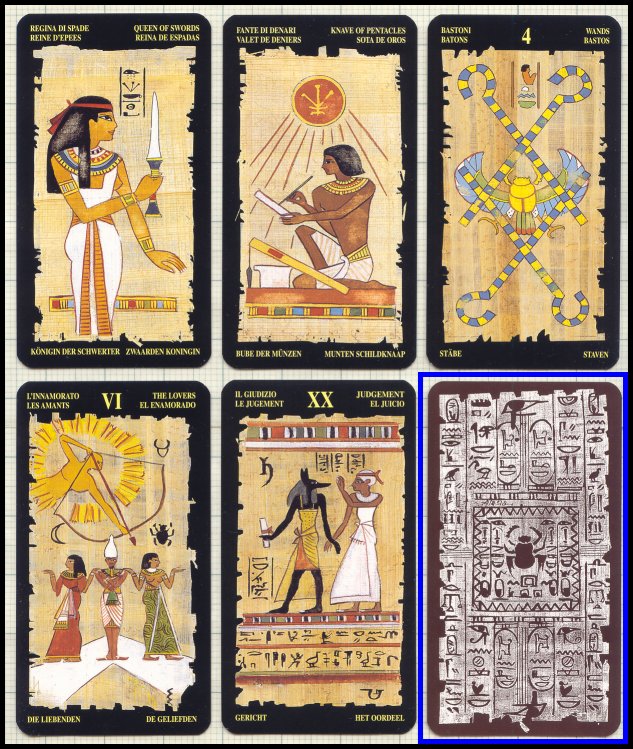 REGINA DI SPADE QUEEN OF SWORDS
REINE D'EPEES REINA DE ESPADAS
KÖNIGIN DER SCHWERTER ZWAARDEN KONINGIN
FANTE DI DENARI KNAVE OF PENTACLES
VALET DE DENIERS SOTA DE OROS
BUBE DER MÜNZEN MUNTEN SCHILDKNAAP
BASTONI 4 WANDS
BATONS BASTOS
STÄBE STAVEN
L'INNAMORATO VI THE LOVERS
LES AMANTS EL ENAMORADO
DIE LIEBENDEN DE GELIEFDEN
IL GIUDIZIO XX JUDGEMENT
LE JUGEMENT EL JUICIO
GERICHT HET OORDEEL